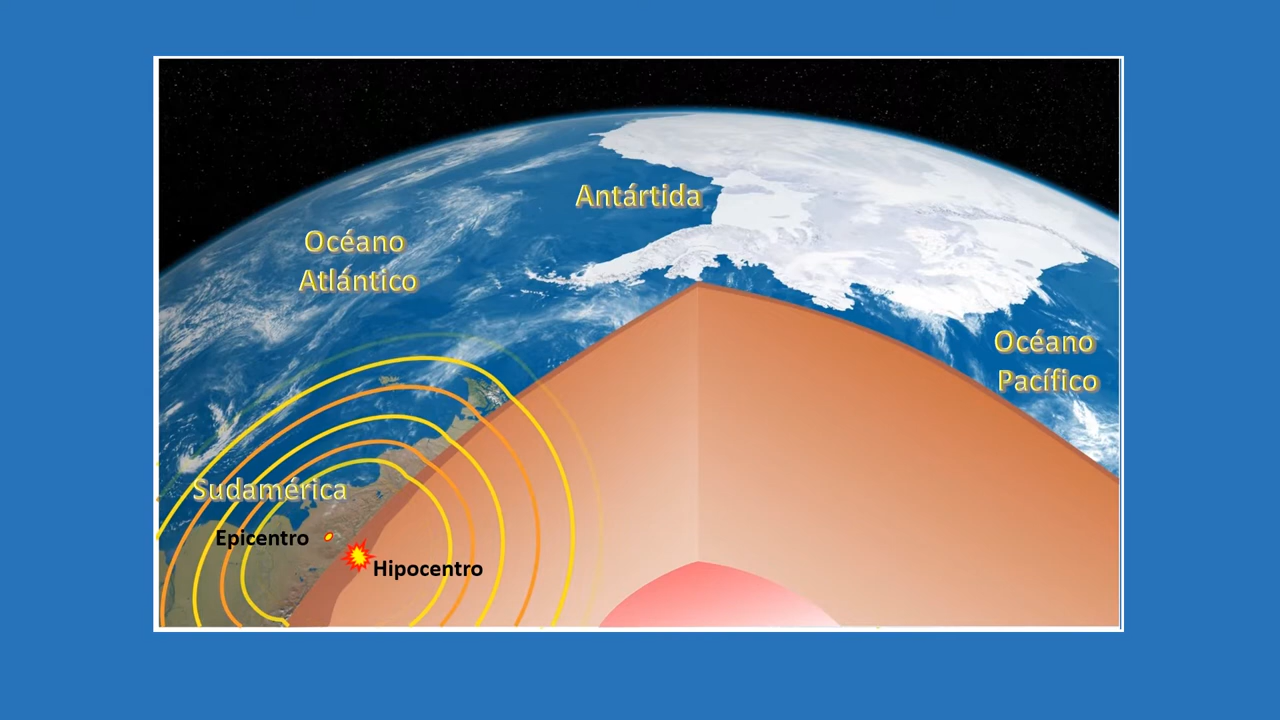 Antártida
Océano
Atlántico
Océano
Pacífico
Sudamérica
Epicentro
Hipocentro